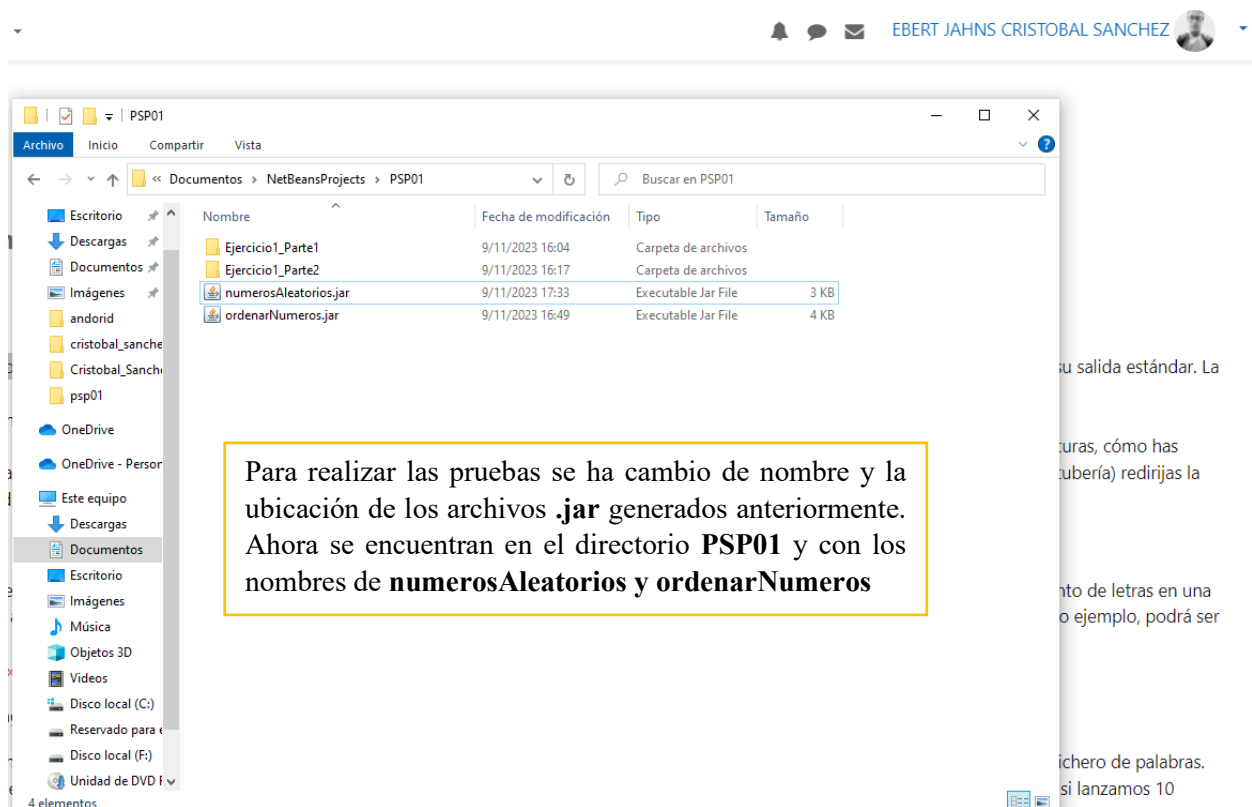 EBERT JAHNS CRISTOBAL SANCHEZ
PSP01
Archivo Inicio Compartir Vista
« Documentos > NetBeansProjects > PSP01
Buscar en PSP01
Nombre Fecha de modificación Tipo Tamaño
Ejercicio1_Parte1 9/11/2023 16:04 Carpeta de archivos
Ejercicio1_Parte2 9/11/2023 16:17 Carpeta de archivos
numerosAleatorios.jar 9/11/2023 17:33 Executable Jar File 3 KB
ordenarNumeros.jar 9/11/2023 16:49 Executable Jar File 4 KB
Escritorio
Descargas
Documentos
Imágenes
andorid
cristobal_sanche
Cristobal_Sanch
psp01
OneDrive
OneDrive - Person
Este equipo
Descargas
Documentos
Escritorio
Imágenes
Música
Objetos 3D
Videos
Disco local (C:)
Reservado para
Disco local (F:)
Unidad de DVD
4 elementos
Para realizar las pruebas se ha cambio de nombre y la
ubicación de los archivos .jar generados anteriormente.
Ahora se encuentran en el directorio PSP01 y con los
nombres de numerosAleatorios y ordenarNumeros
su salida estándar. La
turas, cómo has
tubería) redirijas la
nto de letras en una
o ejemplo, podrá ser
ichero de palabras.
si lanzamos 10